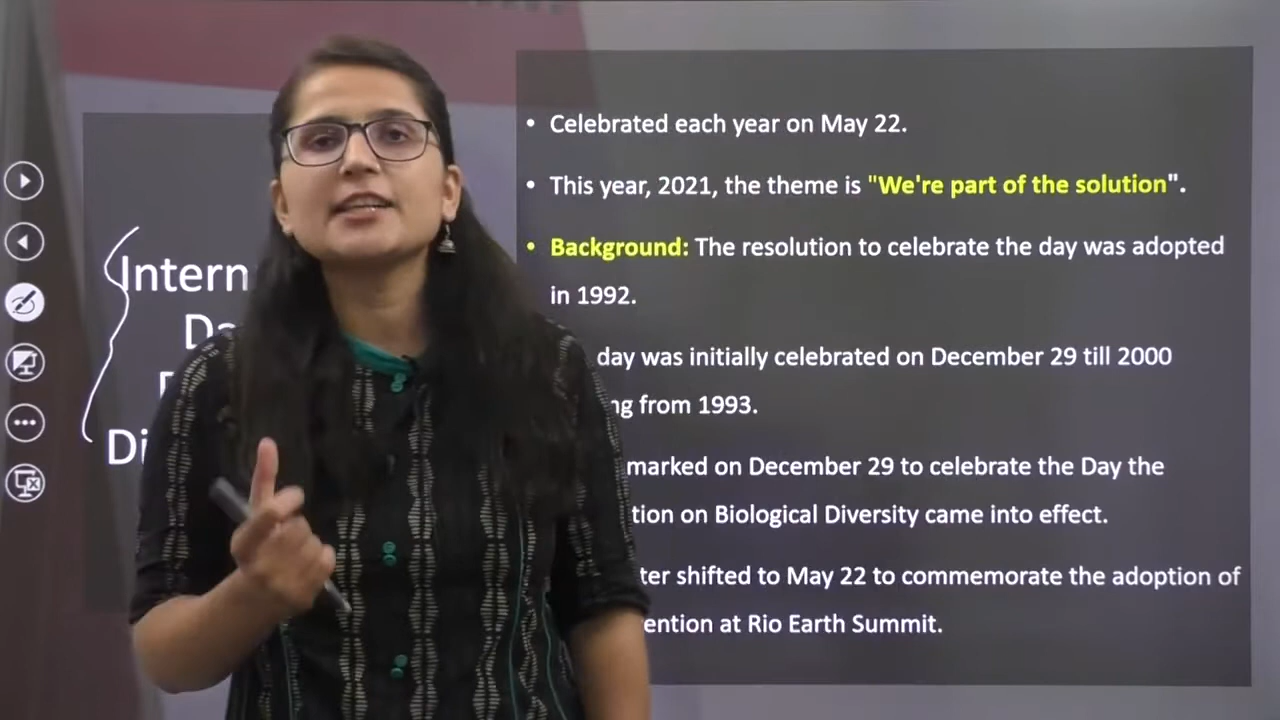 Intern
Da
Di
• Celebrated each year on May 22.
• This year, 2021, the theme is "We're part of the solution".
• Background: The resolution to celebrate the day was adopted
in 1992.
day was initially celebrated on December 29 till 2000
ng from 1993.
marked on December 29 to celebrate the Day the
tion on Biological Diversity came into effect.
ter shifted to May 22 to commemorate the adoption of
ention at Rio Earth Summit.